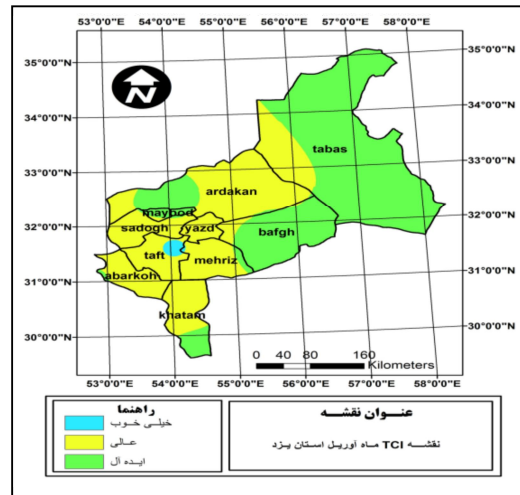 53°0'0"E 54°0'0"E 55°0'0"E 56°0'0"E 57°0'0"E
35°0'0"N 35°0'0"N
34°0'0"N 34°0'0"N
33°0'0"N 33°0'0"N
32°0'0"N 32°0'0"N
31°0'0"N 31°0'0"N
30°0'0"N 30°0'0"N
N
tabas
ardakan
maybod
sadogh
yazd
bafgh
taft
mehriz
abarkoh
khatam
0 40 80 160
Kilometers
53°0'0"E 54°0'0"E 55°0'0"E 56°0'0"E 57°0'0"E 58°0'0"E
راهنما
خیلی خوب
عالی
ایده آل
عنوان نقشه
نقشه TCI ماه آوریل استان یزد